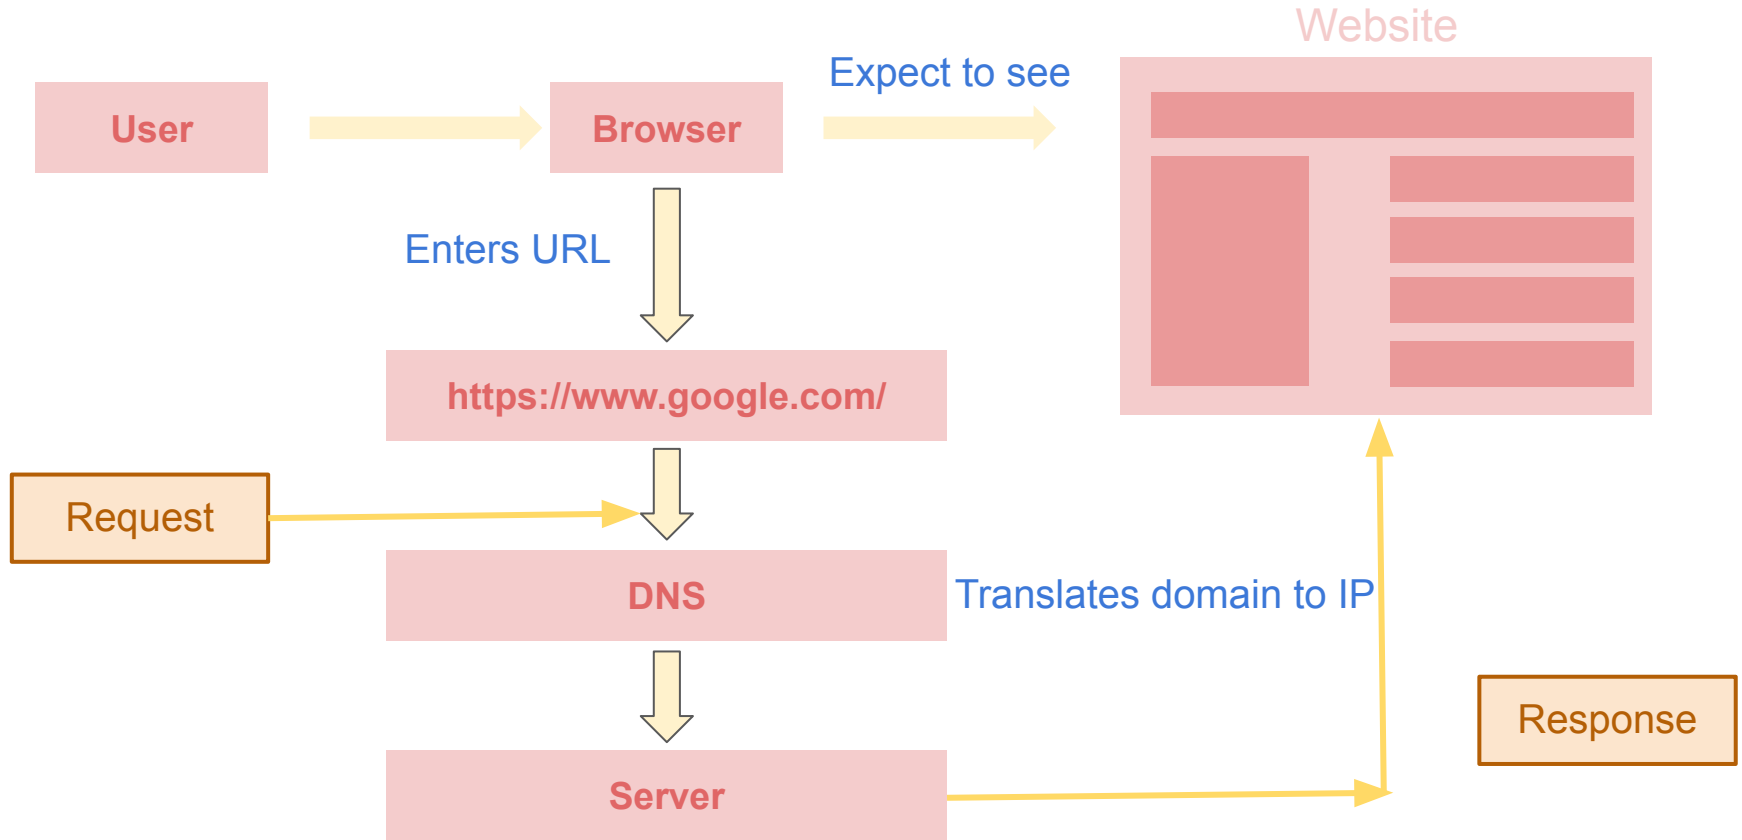 Website
Expect to see
User
Browser
Enters URL
https://www.google.com/
Request
DNS
Translates domain to IP
Response
Server